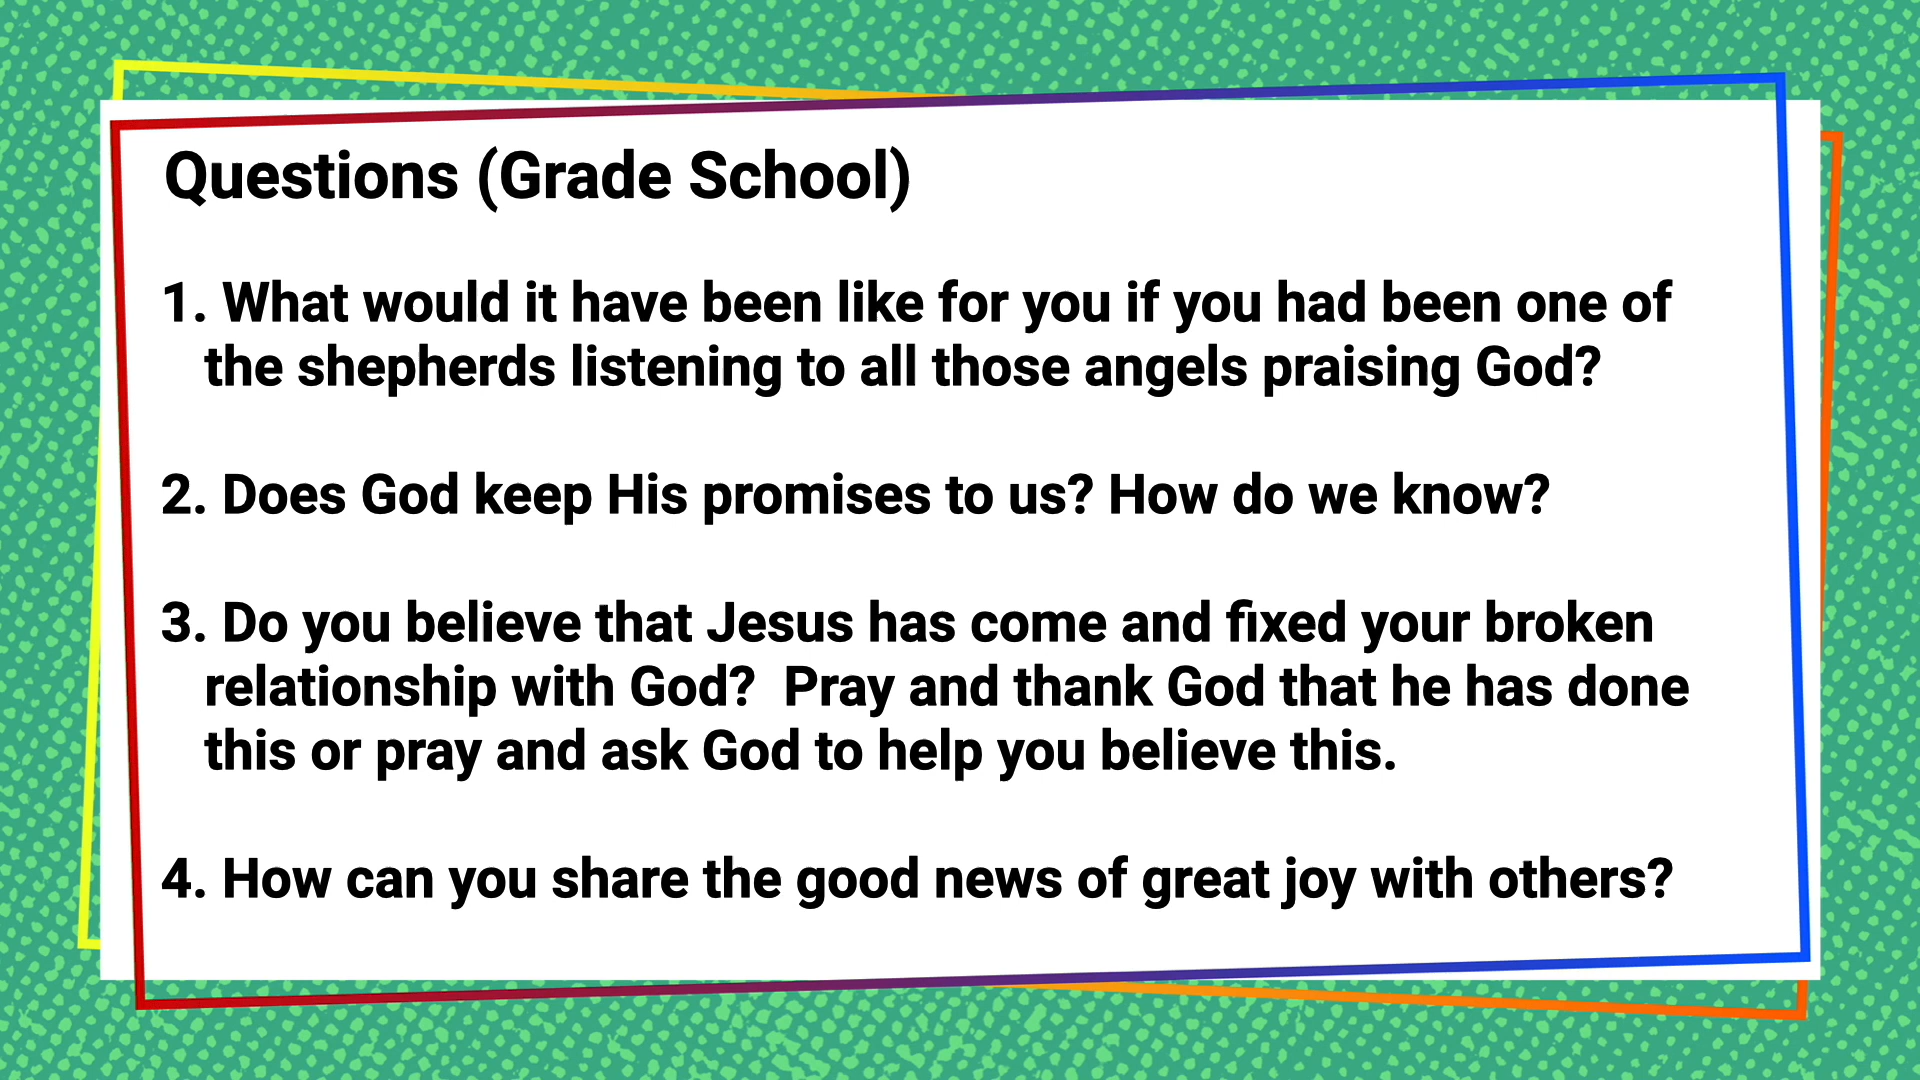 Questions (Grade School)
1. What would it have been like for you if you had been one of
the shepherds listening to all those angels praising God?
2. Does God keep His promises to us? How do we know?
3. Do you believe that Jesus has come and fixed your broken
relationship with God?  Pray and thank God that he has done
this or pray and ask God to help you believe this.
4. How can you share the good news of great joy with others?